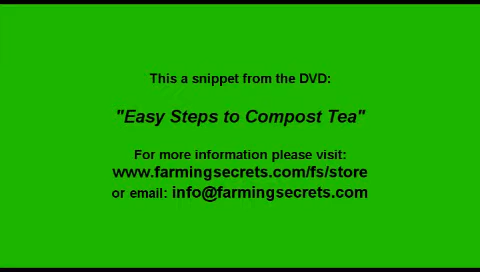 This a snippet from the DVD:
"Easy Steps to Compost Tea"
For more information please visit:
www.farmingsecrets.com/fs/store
or email: info@farmingsecrets.com